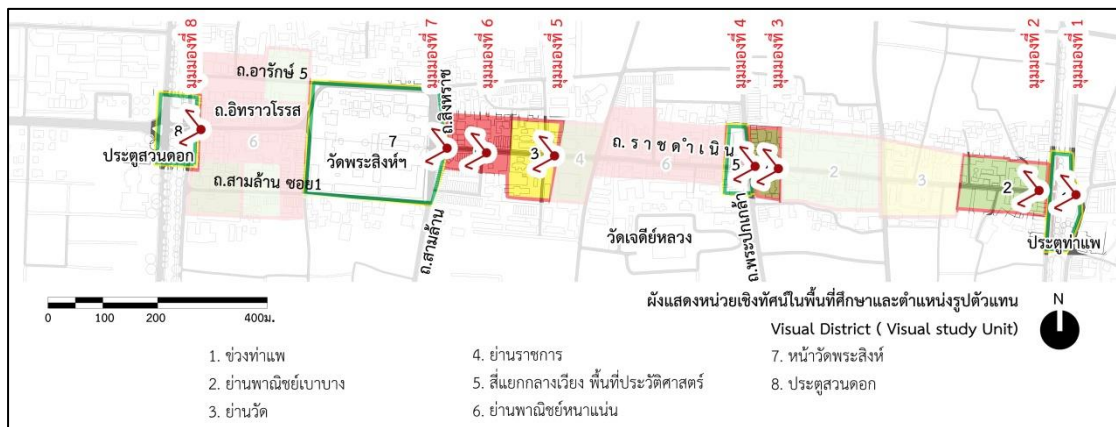 มุมมองที่ 8
มุมมองที่ 7
มุมมองที่ 6
มุมมองที่ 5
มุมมองที่ 4
มุมมองที่ 3
มุมมองที่ 2
มุมมองที่ 1
ถ.อารักษ์ 5
ถ.อิทราวโรรส
ถ.สิงหราช
8
6
7
3
4
ถ.ราชดำเนิน
6
5
2
3
2
ประตูสวนดอก
วัดพระสิงห์ฯ
ถ.สามล้าน ซอย1
ถ.สามล้าน
วัดเจดีย์หลวง
ถ.พระปกเกล้า
ประตูท่าแพ
0 100 200 400ม.
ผังแสดงหน่วยเชิงทัศน์ในพื้นที่ศึกษาและตำแหน่งรูปตัวแทน
Visual District ( Visual study Unit)
N
1. ข่วงท่าแพ
2. ย่านพาณิชย์เบาบาง
3. ย่านวัด
4. ย่านราชการ
5. สี่แยกกลางเวียง พื้นที่ประวัติศาสตร์
6. ย่านพาณิชย์หนาแน่น
7. หน้าวัดพระสิงห์
8. ประตูสวนดอก